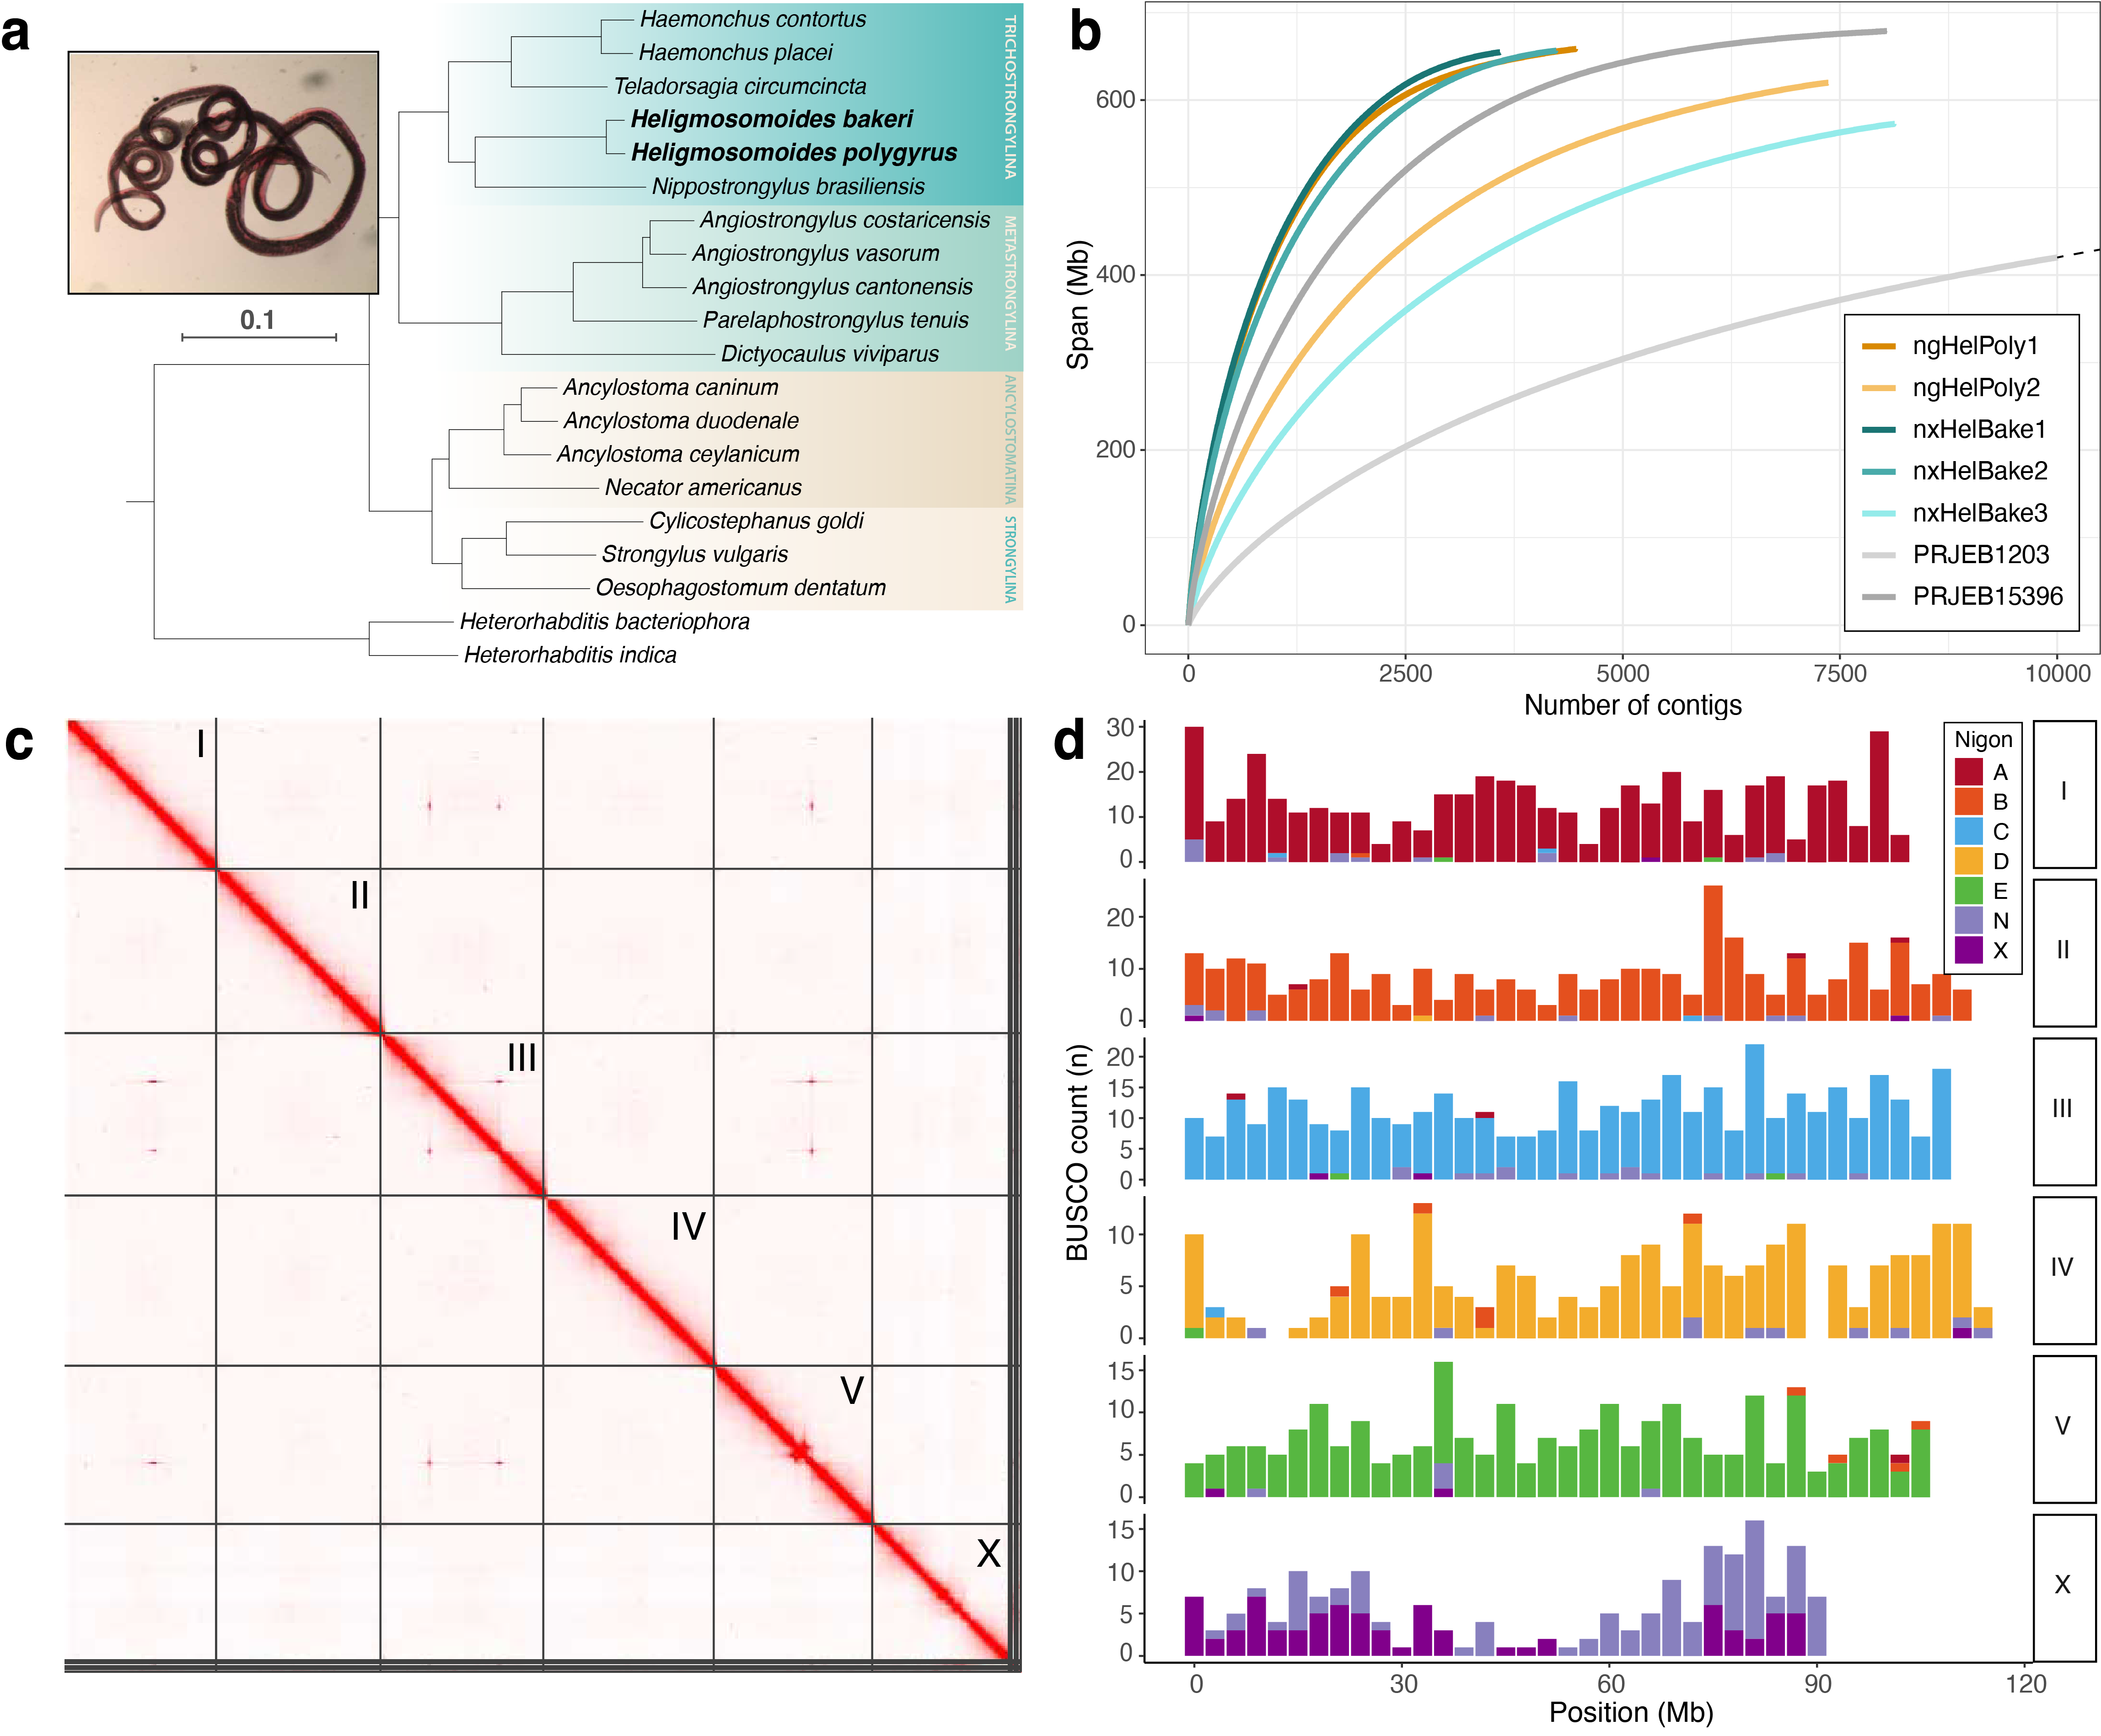 a
Haemonchus contortus
Haemonchus placei
Teladorsagia circumcincta
Heligmosomoides bakeri
Heligmosomoides polygyrus
Nippostrongylus brasiliensis
TRICHOSTRONGYLINA
Angiostrongylus costaricensis
Angiostrongylus vasorum
Angiostrongylus cantonensis
Parelaphostrongylus tenuis
Dictyocaulus viviparus
METASTRONGYLINA
Ancylostoma caninum
Ancylostoma duodenale
Ancylostoma ceylanicum
Necator americanus
ANCYLOSTOMATINA
Cylicostephanus goldi
Strongylus vulgaris
Oesophagostomum dentatum
STRONGYLINA
Heterorhabditis bacteriophora
Heterorhabditis indica
0.1
b
Span (Mb)
600
400
200
0
0
2500
5000
7500
10000
Number of contigs
ngHelPoly1
ngHelPoly2
nxHelBake1
nxHelBake2
nxHelBake3
PRJEB1203
PRJEB15396
c
I
II
III
IV
V
X
d
BUSCO count (n)
30
20
10
0
I
20
10
0
II
20
15
10
5
0
III
10
5
0
IV
15
10
5
0
V
15
10
5
0
X
Nigon
A
B
C
D
E
N
X
0
30
60
90
120
Position (Mb)